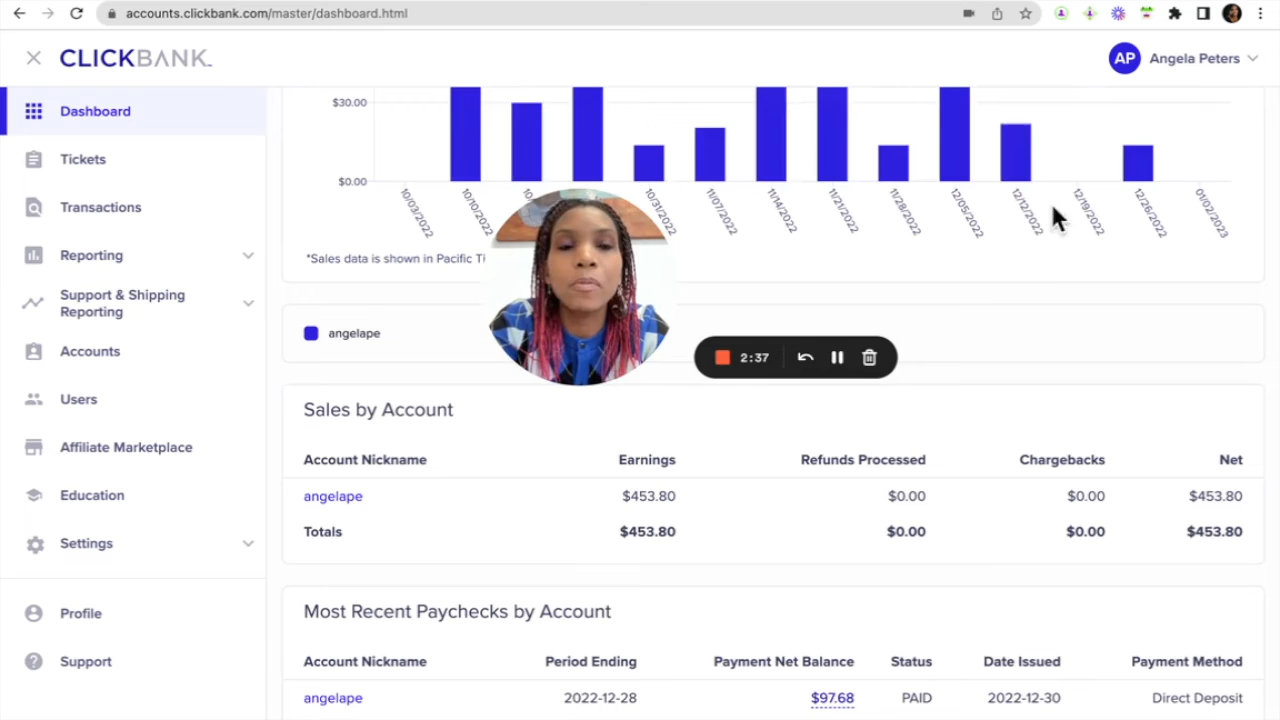 accounts.clickbank.com/master/dashboard.html
CLICKBANK.
AP Angela Peters
Dashboard
Tickets
Transactions
Reporting
Support & Shipping
Reporting
Accounts
Users
Affiliate Marketplace
Education
Settings
Profile
Support
$30.00
$0.00
10/03/2022 10/10/2022 10/31/2022 11/07/2022 11/14/2022 11/21/2022 11/28/2022 12/05/2022 12/12/2022 12/19/2022 12/26/2022 01/02/2023
*Sales data is shown in Pacific
angelape
2:37
Sales by Account
Account Nickname Earnings Refunds Processed Chargebacks Net
angelape $453.80 $0.00 $0.00 $453.80
Totals $453.80 $0.00 $0.00 $453.80
Most Recent Paychecks by Account
Account Nickname Period Ending Payment Net Balance Status Date Issued Payment Method
angelape 2022-12-28 $97.68 PAID 2022-12-30 Direct Deposit